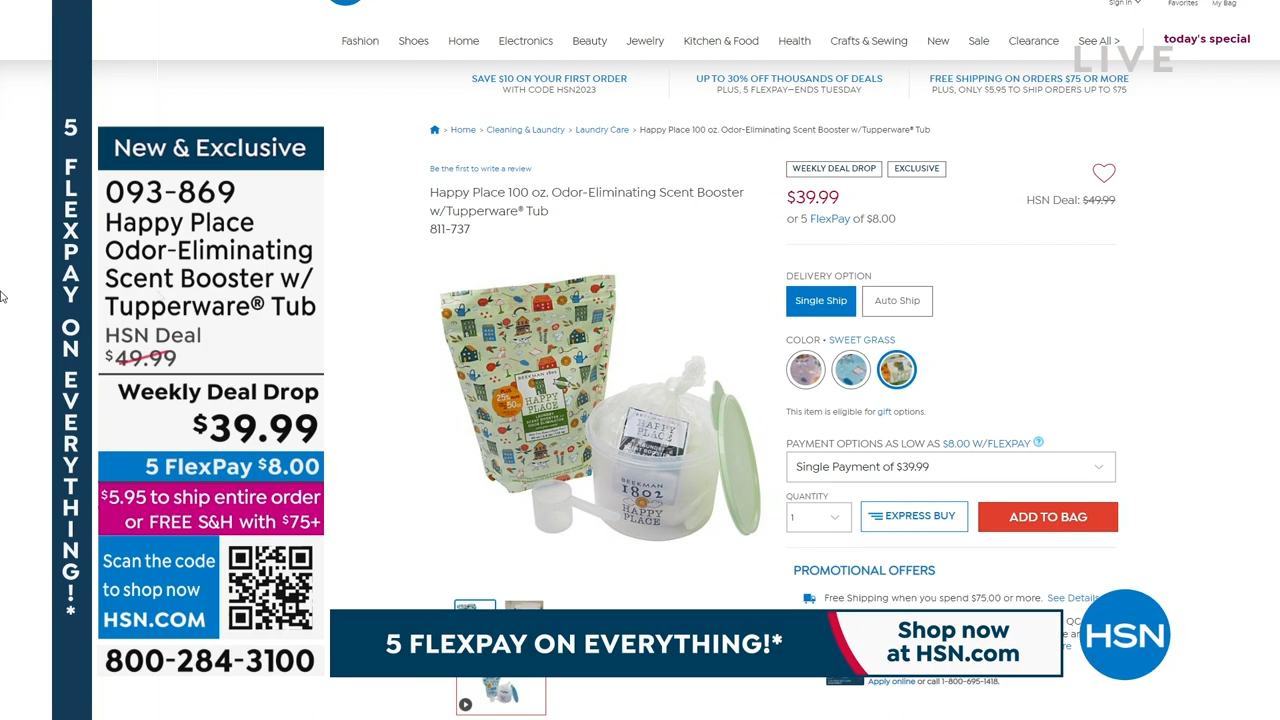 Sign In
Favorites
My Bag
Fashion
Shoes
Home
Electronics
Beauty
Jewelry
Kitchen & Food
Health
Crafts & Sewing
New
Sale
Clearance
See All >
today's special
LIVE
SAVE $10 ON YOUR FIRST ORDER
WITH CODE HSN2023
UP TO 30% OFF THOUSANDS OF DEALS
PLUS, 5 FLEXPAY—ENDS TUESDAY
FREE SHIPPING ON ORDERS $75 OR MORE
PLUS, ONLY $5.95 TO SHIP ORDERS UP TO $75
5 FLEXPAY ON EVERYTHING!*
New & Exclusive
093-869
Happy Place
Odor-Eliminating
Scent Booster w/
Tupperware® Tub
HSN Deal
$49.99
Weekly Deal Drop
$39.99
5 FlexPay $8.00
$5.95 to ship entire order
or FREE S&H with $75+
Scan the code
to shop now
HSN.COM
800-284-3100
> Home > Cleaning & Laundry > Laundry Care > Happy Place 100 oz. Odor-Eliminating Scent Booster w/Tupperware® Tub
Be the first to write a review
Happy Place 100 oz. Odor-Eliminating Scent Booster
w/Tupperware® Tub
811-737
BEEKMAN 1802
HAPPY
PLACE
HAPPY
PLACE
BEEKMAN
1802
HAPPY
PLACE
WEEKLY DEAL DROP
EXCLUSIVE
$39.99
HSN Deal: $49.99
or 5 FlexPay of $8.00
DELIVERY OPTION
Single Ship
Auto Ship
COLOR • SWEET GRASS
This item is eligible for gift options.
PAYMENT OPTIONS AS LOW AS $8.00 W/FLEXPAY
Single Payment of $39.99
QUANTITY
1
EXPRESS BUY
ADD TO BAG
PROMOTIONAL OFFERS
Free Shipping when you spend $75.00 or more. See Details
5 FLEXPAY ON EVERYTHING!*
Shop now
at HSN.com
HSN
Apply online or call 1-800-695-1418.